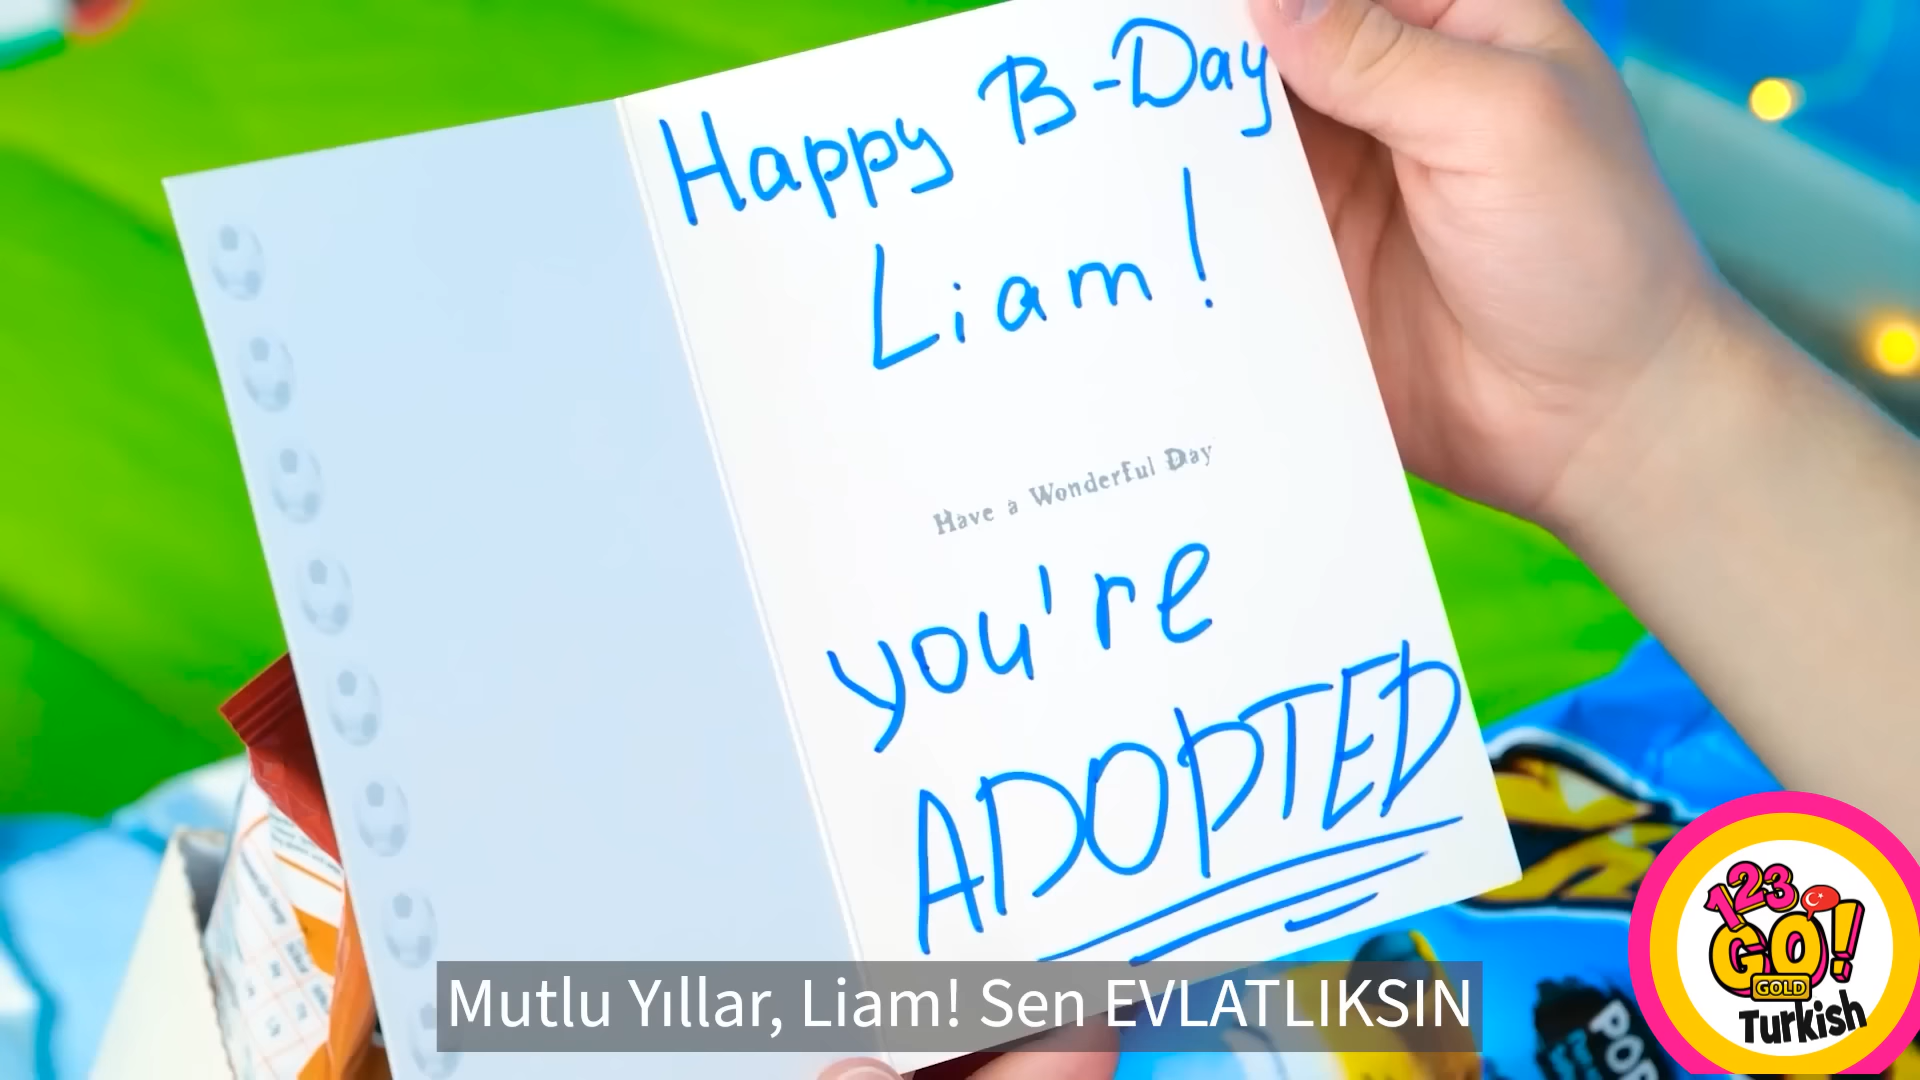 Happy B-Day
Liam!
Have a Wonderful Day
you're
ADOPTED
Mutlu Yıllar, Liam! Sen EVLATLIKSIN
123
GO!
GOLD
Turkish